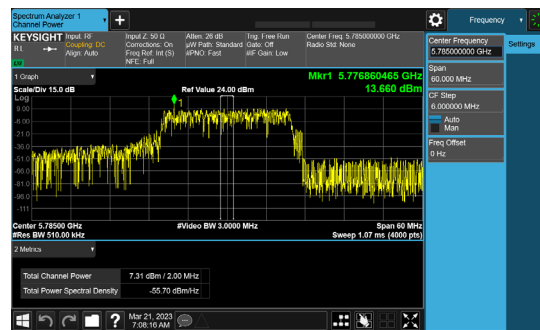 Spectrum Analyzer 1
Channel Power
Frequency
KEYSIGHT
Input: RF
Coupling: DC
Align: Auto
RL
Input Z: 50 Ω
Corrections: On
Freq Ref: Int (S)
NFE: Full
Atten: 26 dB
µW Path: Standard
#PNO: Fast
Trig: Free Run
Gate: Off
#IF Gain: Low
Center Freq: 5.785000000 GHz
Radio Std: None
1 Graph
Mkr1 5.776860465 GHz
Scale/Div 15.0 dB
Ref Value 24.00 dBm
13.660 dBm
Log
1
9.00
-6.00
-21.0
-36.0
-51.0
-66.0
-81.0
-96.0
-111
Center 5.78500 GHz
#Video BW 3.0000 MHz
Span 60 MHz
#Res BW 510.00 kHz
Sweep 1.07 ms (4000 pts)
2 Metrics
Total Channel Power
7.31 dBm / 2.00 MHz
Total Power Spectral Density
-55.70 dBm/Hz
Center Frequency
5.785000000 GHz
Settings
Span
60.000 MHz
CF Step
6.000000 MHz
Auto
Man
Freq Offset
0 Hz
?
Mar 21, 2023
7:08:16 AM